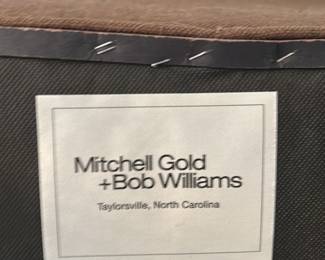 Mitchell Gold
+Bob Williams
Taylorsville, North Carolina